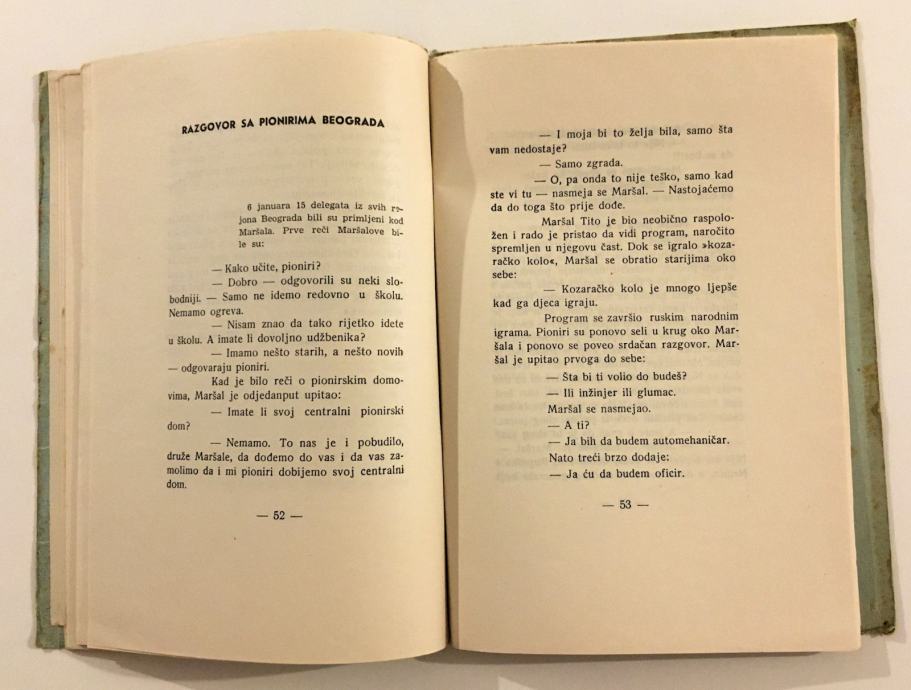 RAZGOVOR SA PIONIRIMA BEOGRADA
6 januara 15 delegata iz svih re-
jona Beograda bili su primljeni kod
Maršala. Prve reči Maršalove bi-
le su:
— Kako učite, pioniri?
— Dobro — odgovorili su neki slo-
bodniji. — Samo ne idemo redovno u školu.
Nemamo ogreva.
— Nisam znao da tako rijetko idete
u školu. A imate li dovoljno udžbenika?
— Imamo nešto starih, a nešto novih
— odgovaraju pioniri.
Kad je bilo reči o pionirskim domo-
vima, Maršal je odjedanput upitao:
— Imate li svoj centralni pionirski
dom?
— Nemamo. To nas je i pobudilo,
druže Maršale, da dođemo do vas i da vas za-
molimo da i mi pioniri dobijemo svoj centralni
dom.
— 52 —
— I moja bi to želja bila, samo šta
vam nedostaje?
— Samo zgrada.
— O, pa onda to nije teško, samo kad
ste vi tu — nasmeja se Maršal. — Nastojaćemo
da do toga što prije dođe.
Maršal Tito je bio neobično raspolo-
žen i rado je pristao da vidi program, naročito
spremljen u njegovu čast. Dok se igralo »koza-
račko kolo«, Maršal se obratio starijima oko
sebe:
— Kozaračko kolo je mnogo ljepše
kad ga djeca igraju.
Program se završio ruskim narodnim
igrama. Pioniri su ponovo seli u krug oko Mar-
šala i ponovo se poveo srdačan razgovor. Mar-
šal je upitao prvoga do sebe:
— Šta bi ti volio do budeš?
— Ili inžinjer ili glumac.
Maršal se nasmejao.
— A ti?
— Ja bih da budem automehaničar.
Nato treći brzo dodaje:
— Ja ću da budem oficir.
— 53 —